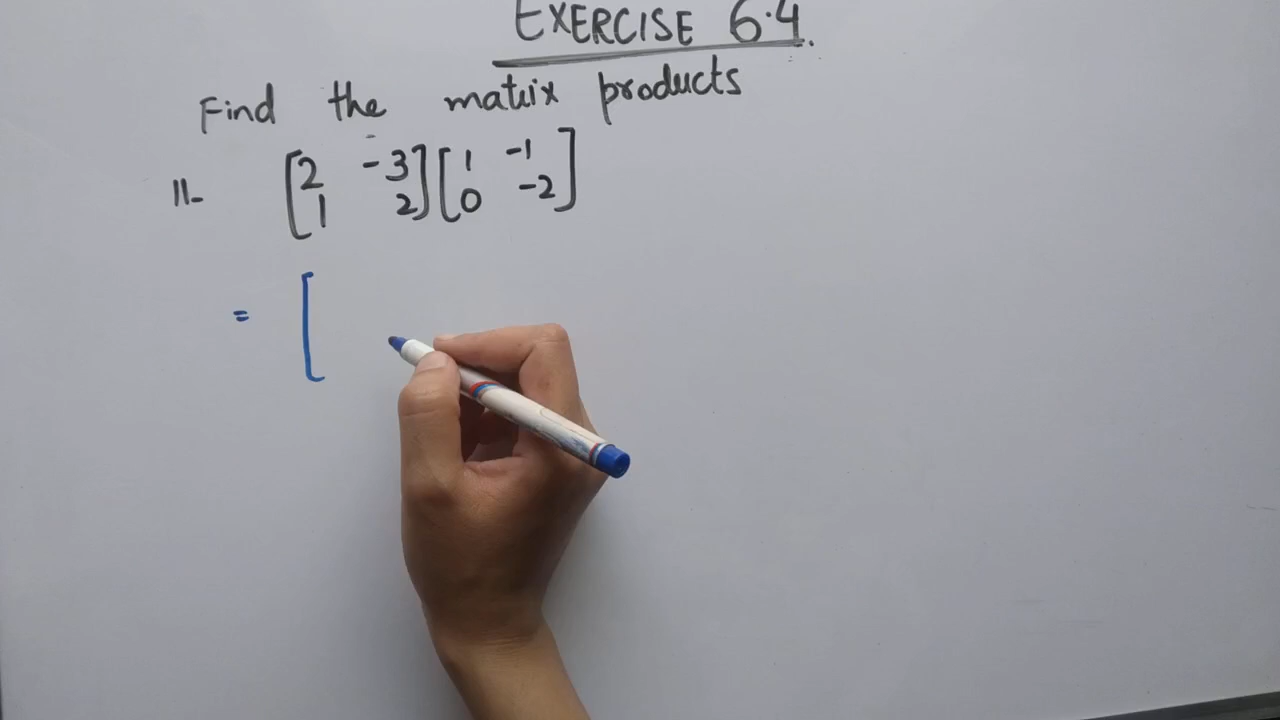 EXERCISE 6.4.
Find the matrix products
11- [2 -3] [1 -1]
[1 2] [0 -2]
= [